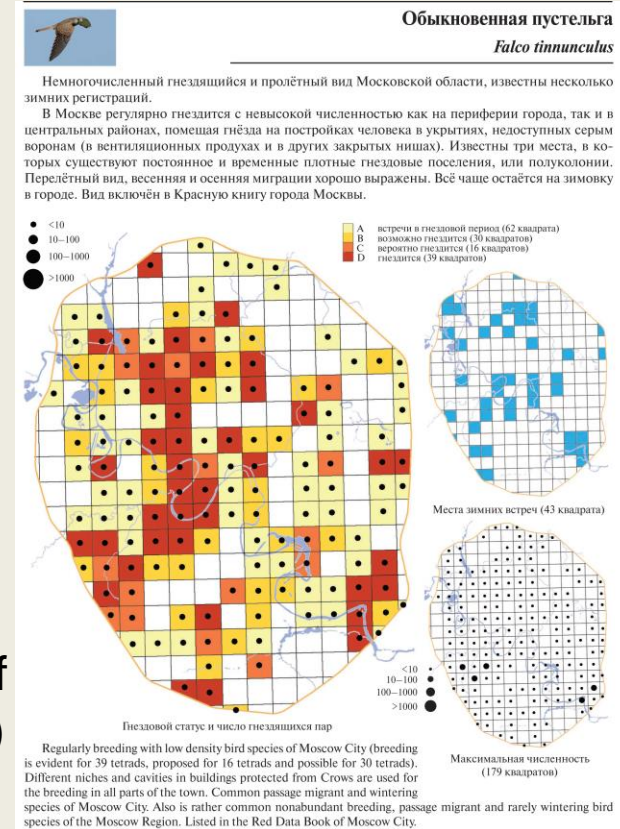 Обыкновенная пустельга
Falco tinnunculus
Немногочисленный гнездящийся и пролётный вид Московской области, известны несколько
зимних регистраций.
В Москве регулярно гнездится с невысокой численностью как на периферии города, так и в
центральных районах, помещая гнёзда на постройках человека в укрытиях, недоступных серым
воронам (в вентиляционных продухах и в других закрытых нишах). Известны три места, в ко-
торых существуют постоянное и временные плотные гнездовые поселения, или полуколонии.
Перелётный вид, весенняя и осенняя миграции хорошо выражены. Всё чаще остаётся на зимовку
в городе. Вид включён в Красную книгу города Москвы.
<10
10–100
100–1000
>1000
A встречи в гнездовой период (62 квадрата)
B возможно гнездится (30 квадратов)
C вероятно гнездится (16 квадратов)
D гнездится (39 квадратов)
Места зимних встреч (43 квадрата)
<10
10–100
100–1000
>1000
f
)
Гнездовой статус и число гнездящихся пар
Максимальная численность
(179 квадратов)
Regularly breeding with low density bird species of Moscow City (breeding
is evident for 39 tetrads, proposed for 16 tetrads and possible for 30 tetrads).
Different niches and cavities in buildings protected from Crows are used for
the breeding in all parts of the town. Common passage migrant and wintering
species of Moscow City. Also is rather common nonabundant breeding, passage migrant and rarely wintering bird
species of the Moscow Region. Listed in the Red Data Book of Moscow City.